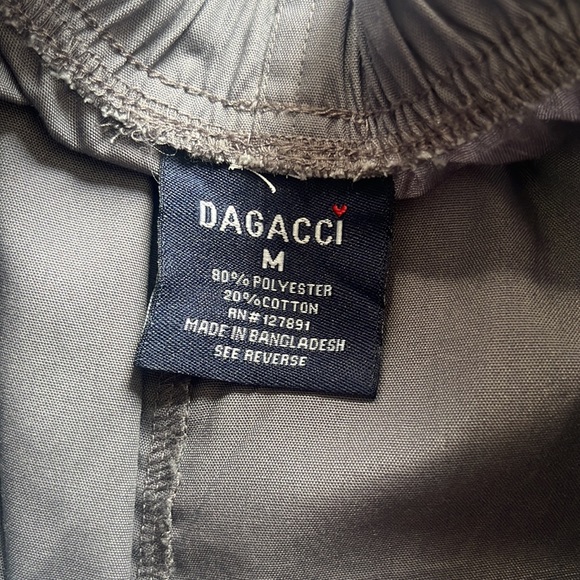 DAGACCI
M
80% POLYESTER
20% COTTON
RN# 127891
MADE IN BANGLADESH
SEE REVERSE